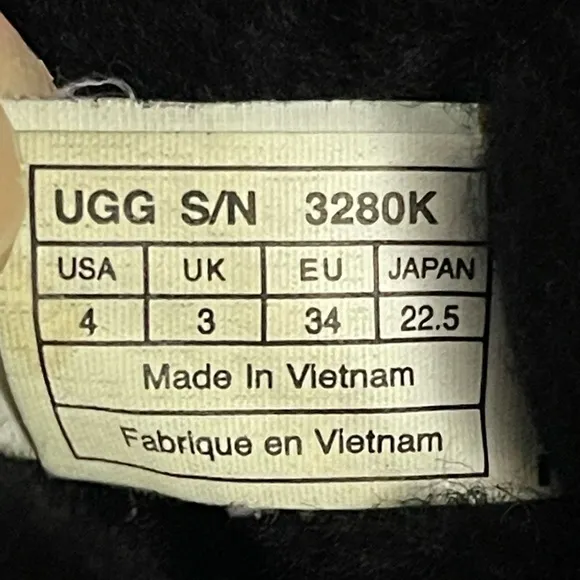 UGG S/N 3280K
USA UK EU JAPAN
4 3 34 22.5
Made In Vietnam
Fabrique en Vietnam